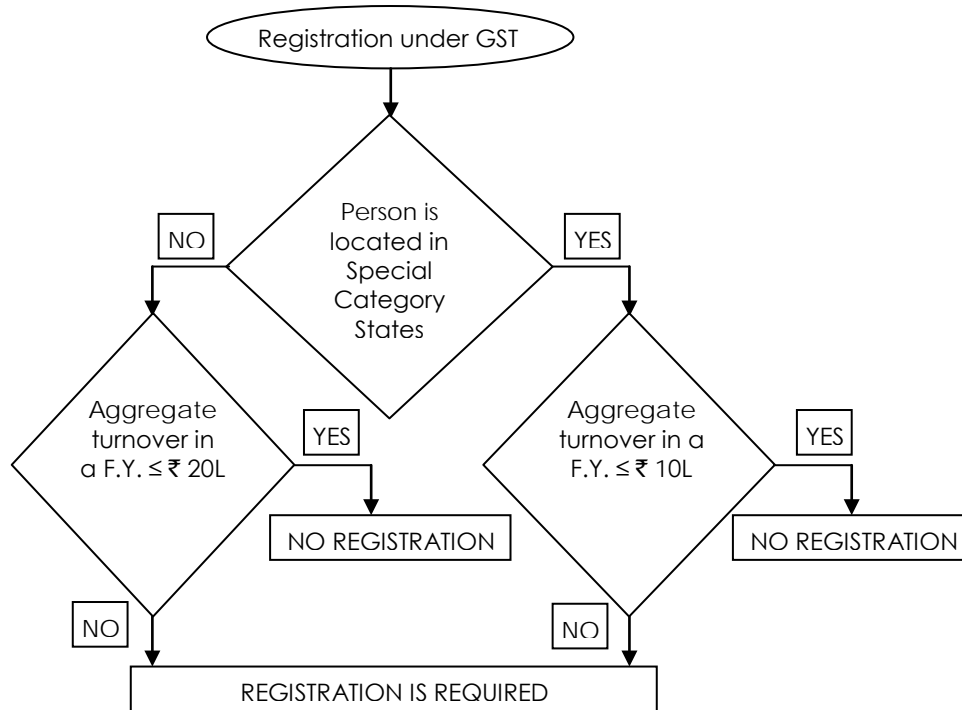 Registration under GST
Person is
located in
Special
Category
States
NO
YES
Aggregate
turnover in
a F.Y. ≤ ₹ 20L
YES
Aggregate
turnover in a
F.Y. ≤ ₹ 10L
YES
NO REGISTRATION
NO REGISTRATION
NO
NO
REGISTRATION IS REQUIRED